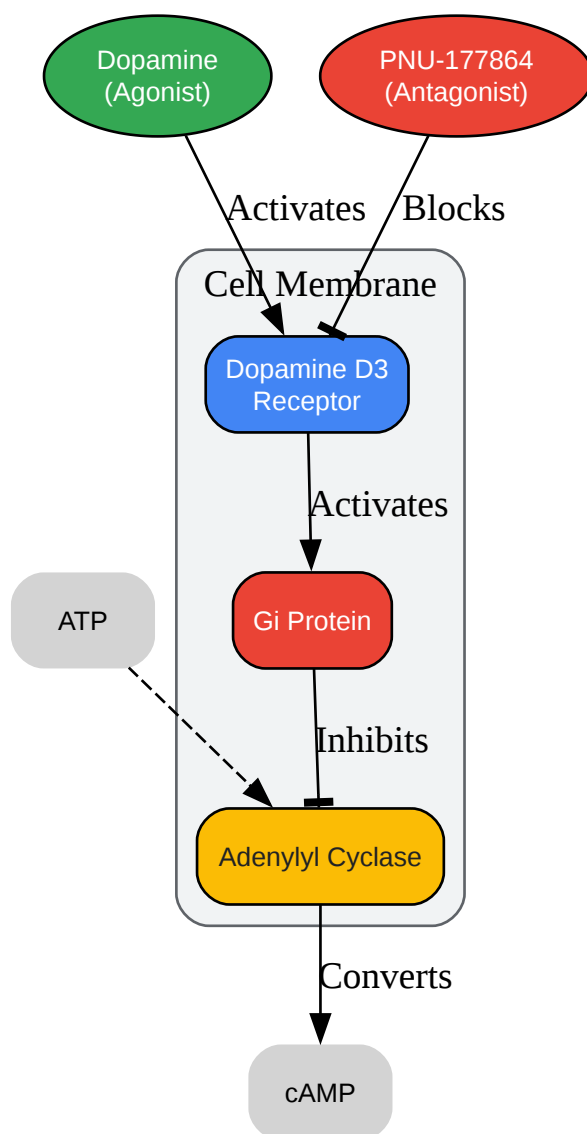 Dopamine
(Agonist)
PNU-177864
(Antagonist)
Activates
Blocks
Cell Membrane
Dopamine D3
Receptor
Activates
ATP
Gi Protein
Inhibits
Adenylyl Cyclase
Converts
cAMP